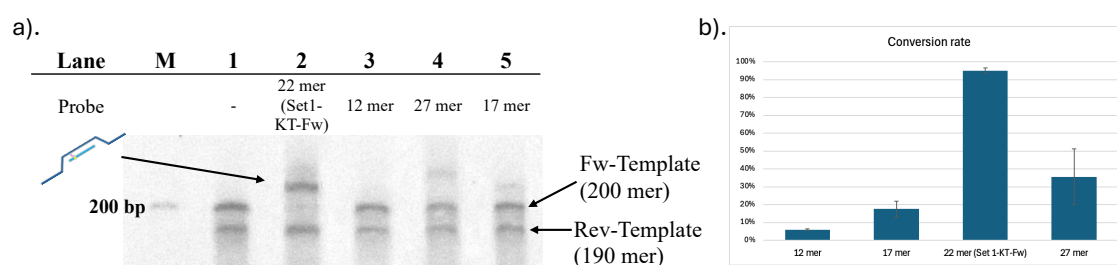 a).
Lane M 1 2 3 4 5
Probe - 22 mer (Set1-KT-Fw) 12 mer 27 mer 17 mer
200 bp
Fw-Template
(200 mer)
Rev-Template
(190 mer)
b).
Conversion rate
100%
90%
80%
70%
60%
50%
40%
30%
20%
10%
0%
12 mer 17 mer 22 mer (Set 1-KT-Fw) 27 mer